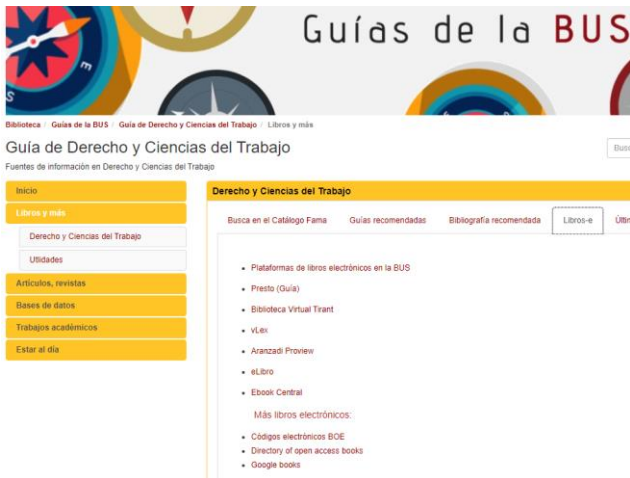 Guías de la BUS
Biblioteca / Guías de la BUS / Guía de Derecho y Ciencias del Trabajo / Libros y más
Guía de Derecho y Ciencias del Trabajo
Fuentes de información en Derecho y Ciencias del Trabajo
Inicio
Libros y más
Derecho y Ciencias del Trabajo
Utilidades
Artículos, revistas
Bases de datos
Trabajos académicos
Estar al día
Derecho y Ciencias del Trabajo
Busca en el Catálogo Fama Guías recomendadas Bibliografía recomendada Libros-e
• Plataformas de libros electrónicos en la BUS
• Presto (Guía)
• Biblioteca Virtual Tirant
• vLex
• Aranzadi Proview
• eLibro
• Ebook Central
Más libros electrónicos:
• Códigos electrónicos BOE
• Directory of open access books
• Google books